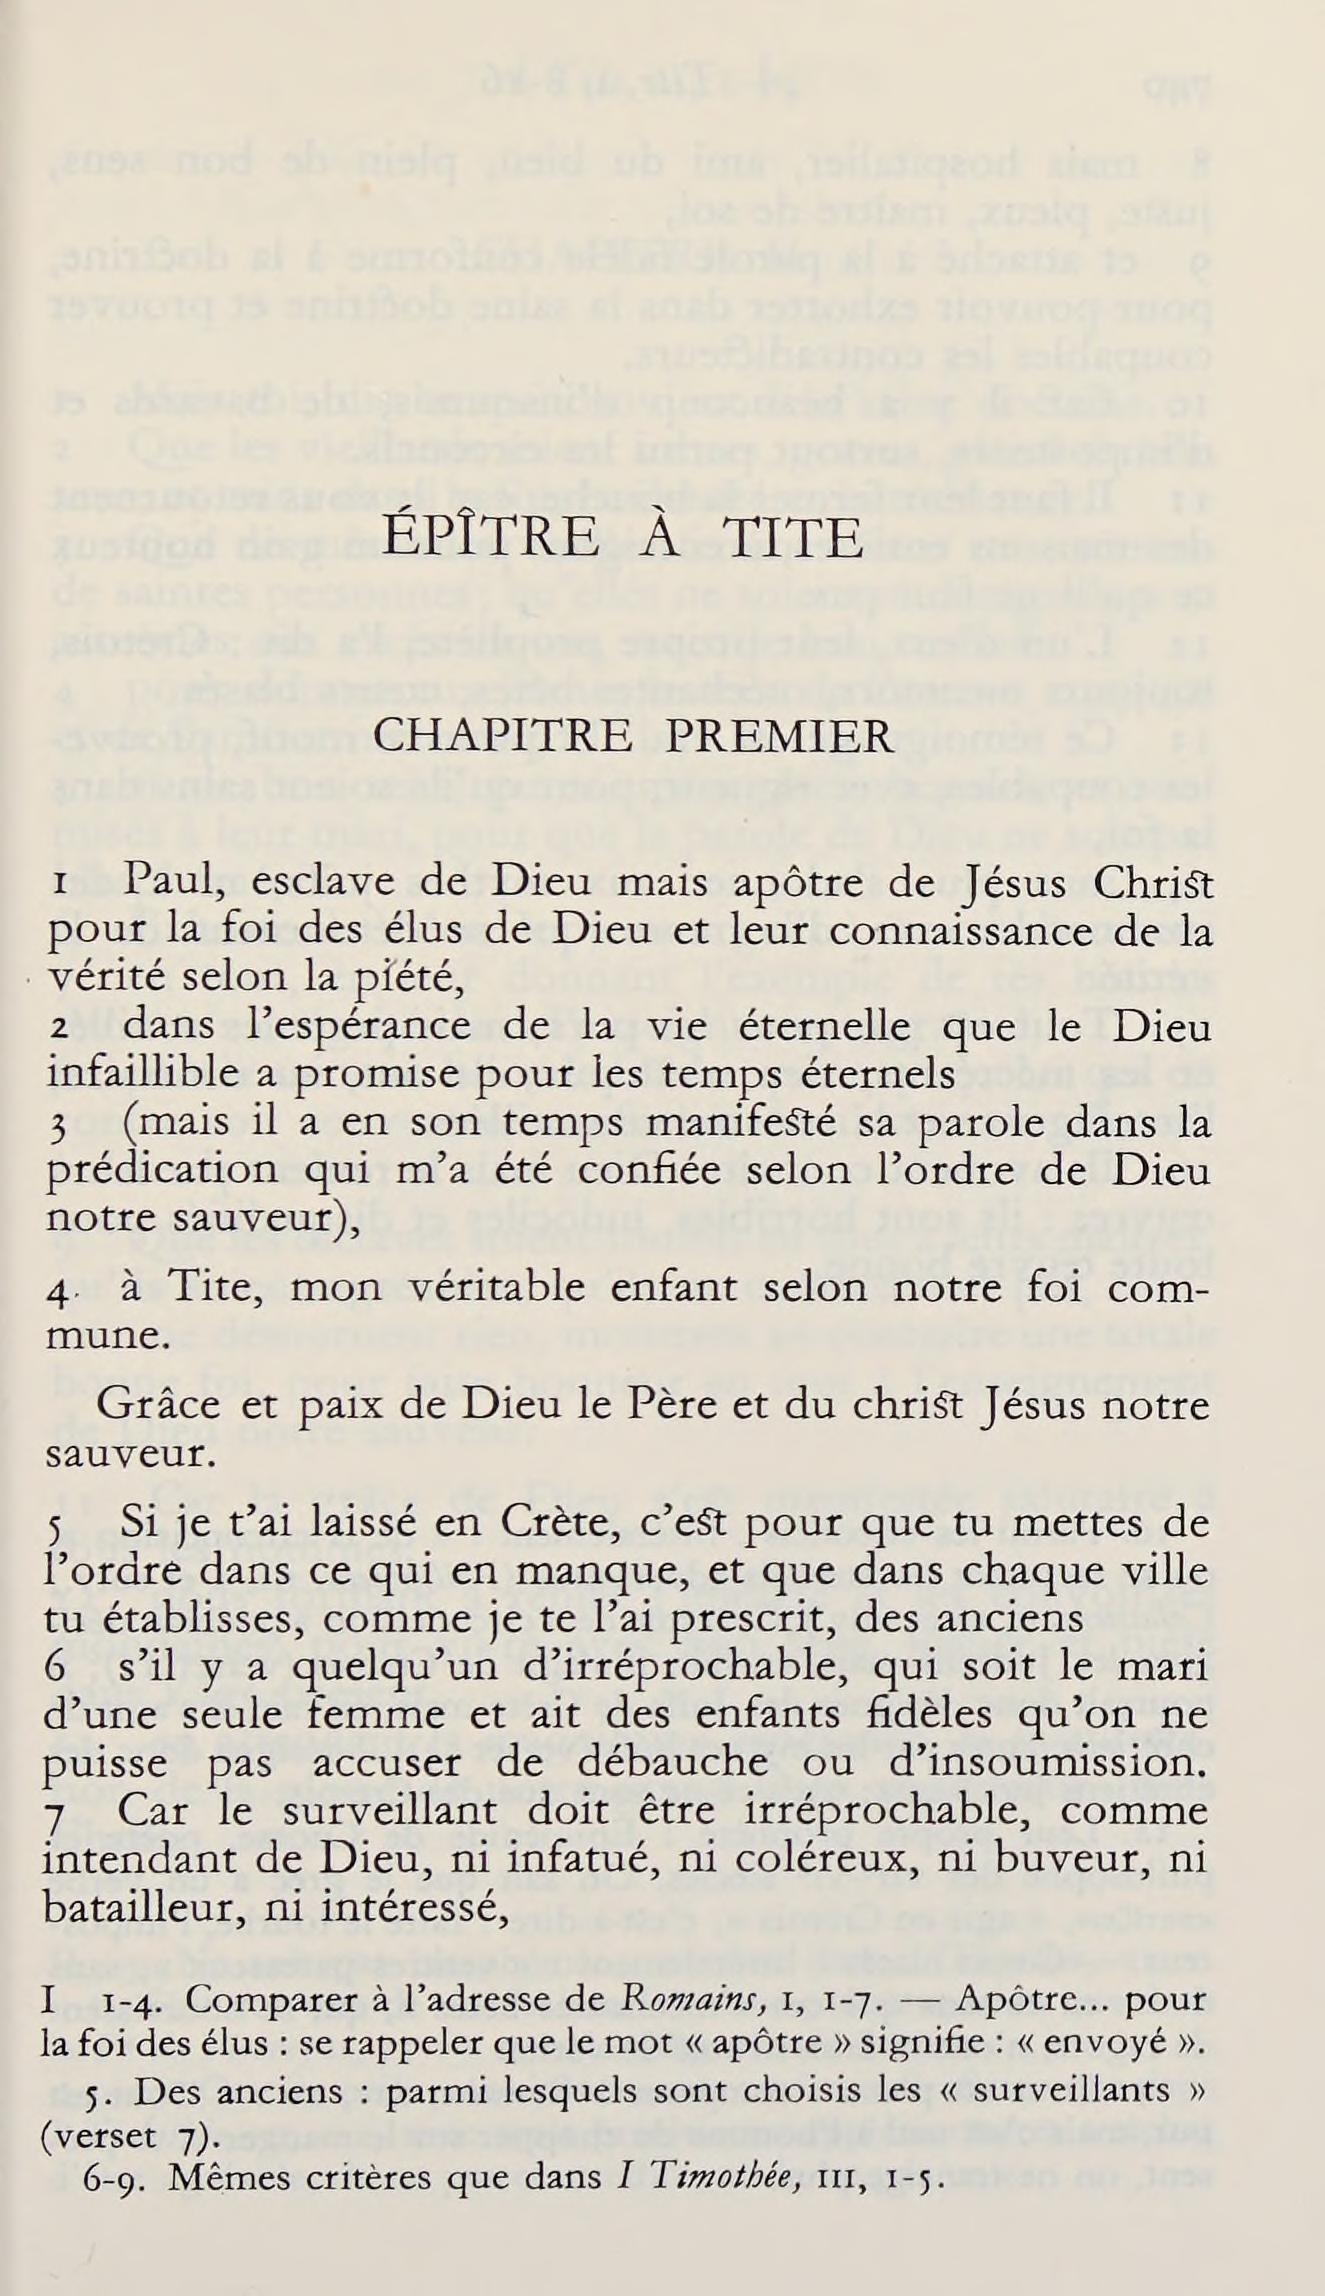 ÉPÎTRE À TITE
CHAPITRE PREMIER
1 Paul, esclave de Dieu mais apôtre de Jésus Christ
pour la foi des élus de Dieu et leur connaissance de la
vérité selon la piété,
2 dans l’espérance de la vie éternelle que le Dieu
infaillible a promise pour les temps éternels
3 (mais il a en son temps manifesté sa parole dans la
prédication qui m’a été confiée selon l’ordre de Dieu
notre sauveur),
4 à Tite, mon véritable enfant selon notre foi com-
mune.
Grâce et paix de Dieu le Père et du christ Jésus notre
sauveur.
5 Si je t’ai laissé en Crète, c’est pour que tu mettes de
l’ordre dans ce qui en manque, et que dans chaque ville
tu établisses, comme je te l’ai prescrit, des anciens
6 s’il y a quelqu’un d’irréprochable, qui soit le mari
d’une seule femme et ait des enfants fidèles qu’on ne
puisse pas accuser de débauche ou d’insoumission.
7 Car le surveillant doit être irréprochable, comme
intendant de Dieu, ni infatué, ni coléreux, ni buveur, ni
batailleur, ni intéressé,
I 1-4. Comparer à l’adresse de Romains, I, 1-7. — Apôtre... pour
la foi des élus : se rappeler que le mot « apôtre » signifie : « envoyé ».
5. Des anciens : parmi lesquels sont choisis les « surveillants »
(verset 7).
6-9. Mêmes critères que dans I Timothée, III, 1-5.